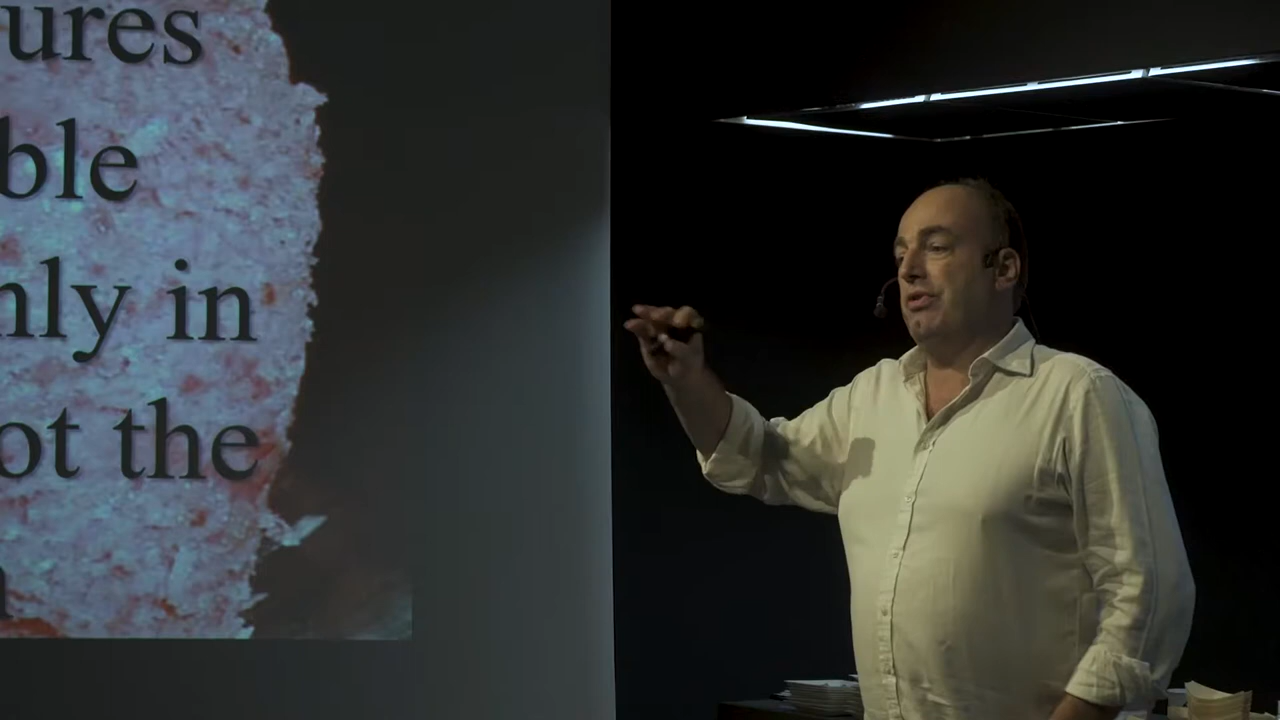 ures
ble
nly in
ot the